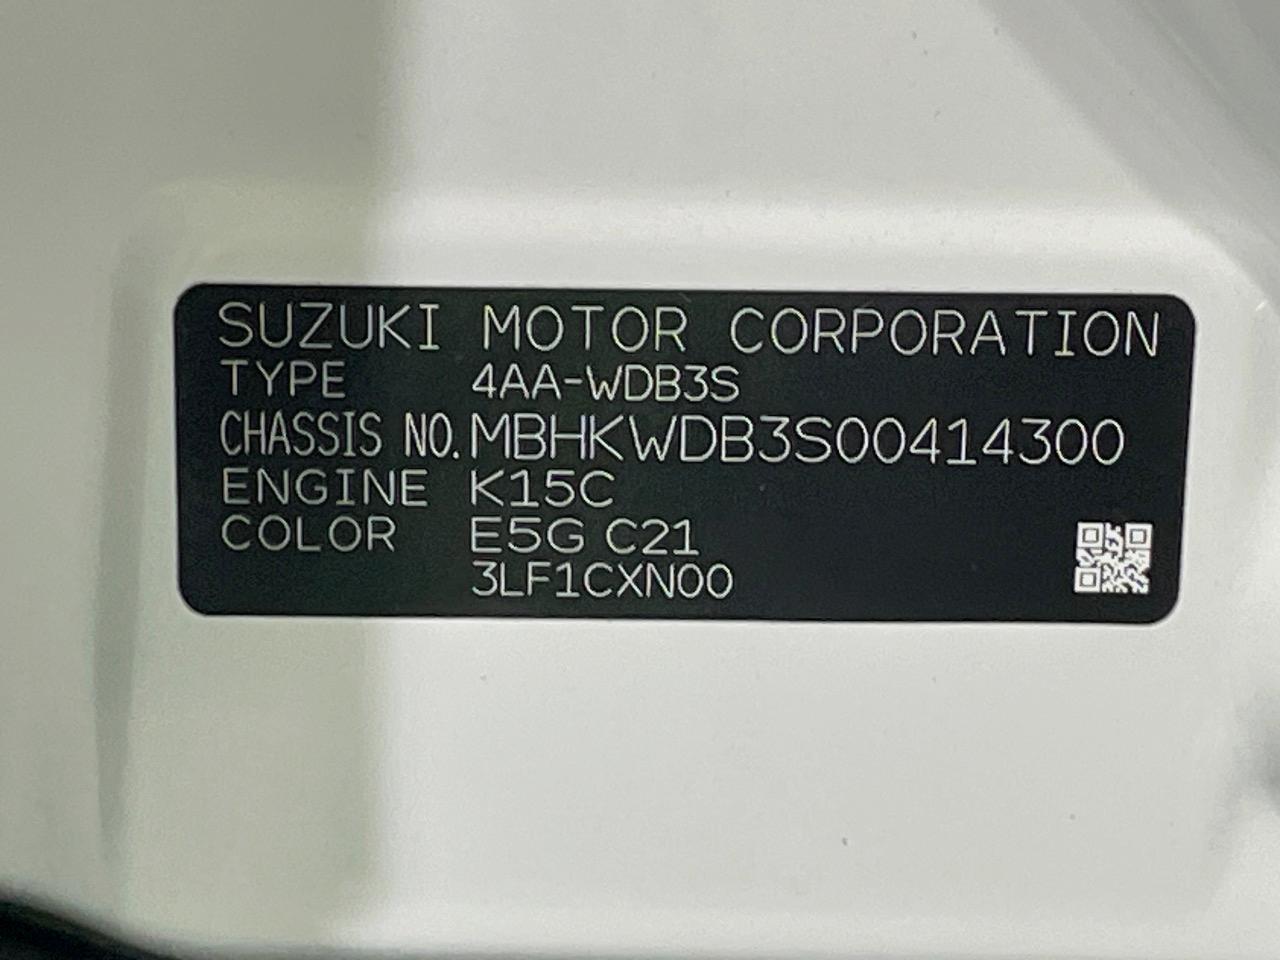 SUZUKI MOTOR CORPORATION
TYPE 4AA-WDB3S
CHASSIS NO. MBHKWDB3S00414300
ENGINE K15C
COLOR E5G C21
3LF1CXN00